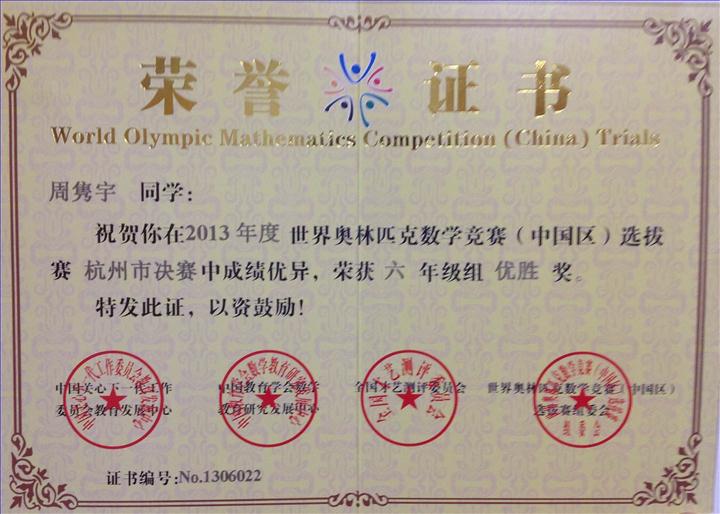 荣誉证书
World Olympic Mathematics Competition (China) Trials
周隽宇 同学：
祝贺你在2013年度 世界奥林匹克数学竞赛（中国区）选拔
赛 杭州市决赛中成绩优异，荣获 六 年级组 优胜 奖。
特发此证，以资鼓励！
中国关心下一代工作 中国教育学会数学 全国才艺测评委员会 世界奥林匹克数学竞赛（中国区）
委员会教育发展中心 教育研究发展中心 选拔赛组委会
证书编号:No.1306022